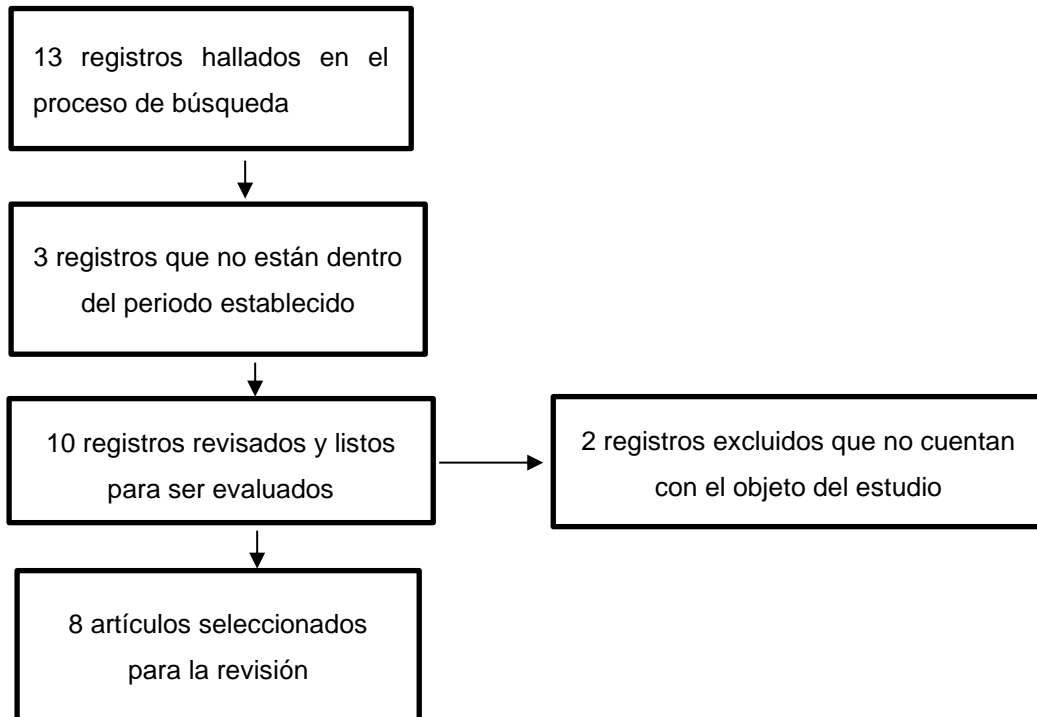 13 registros hallados en el
proceso de búsqueda
3 registros que no están dentro
del periodo establecido
10 registros revisados y listos
para ser evaluados
2 registros excluidos que no cuentan
con el objeto del estudio
8 artículos seleccionados
para la revisión